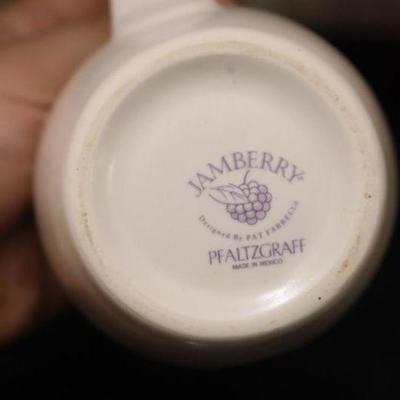 JAMBERRY®
Designed By PAT FARRELL
PFALTZGRAFF
MADE IN MEXICO